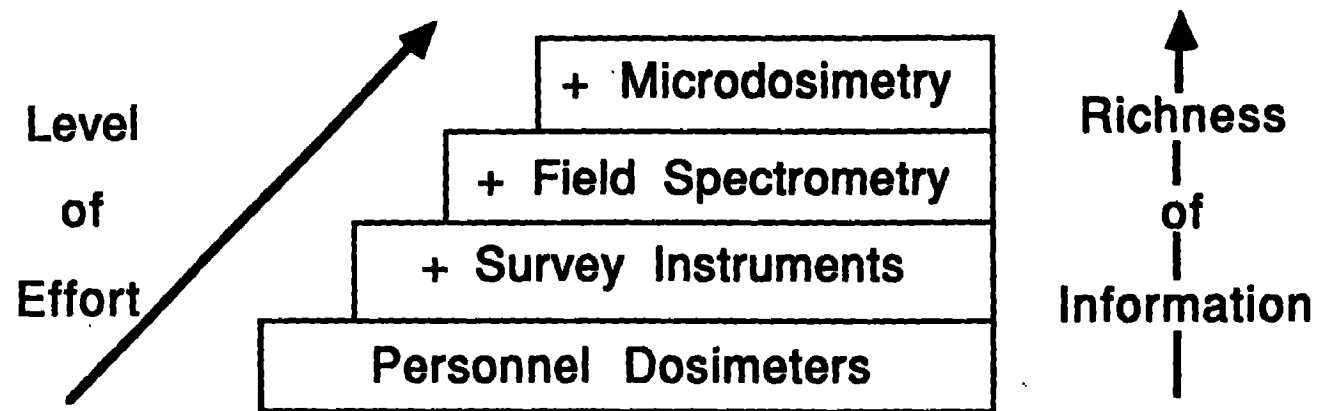 Level
of
Effort
+ Microdosimetry
+ Field Spectrometry
+ Survey Instruments
Personnel Dosimeters
Richness
of
Information